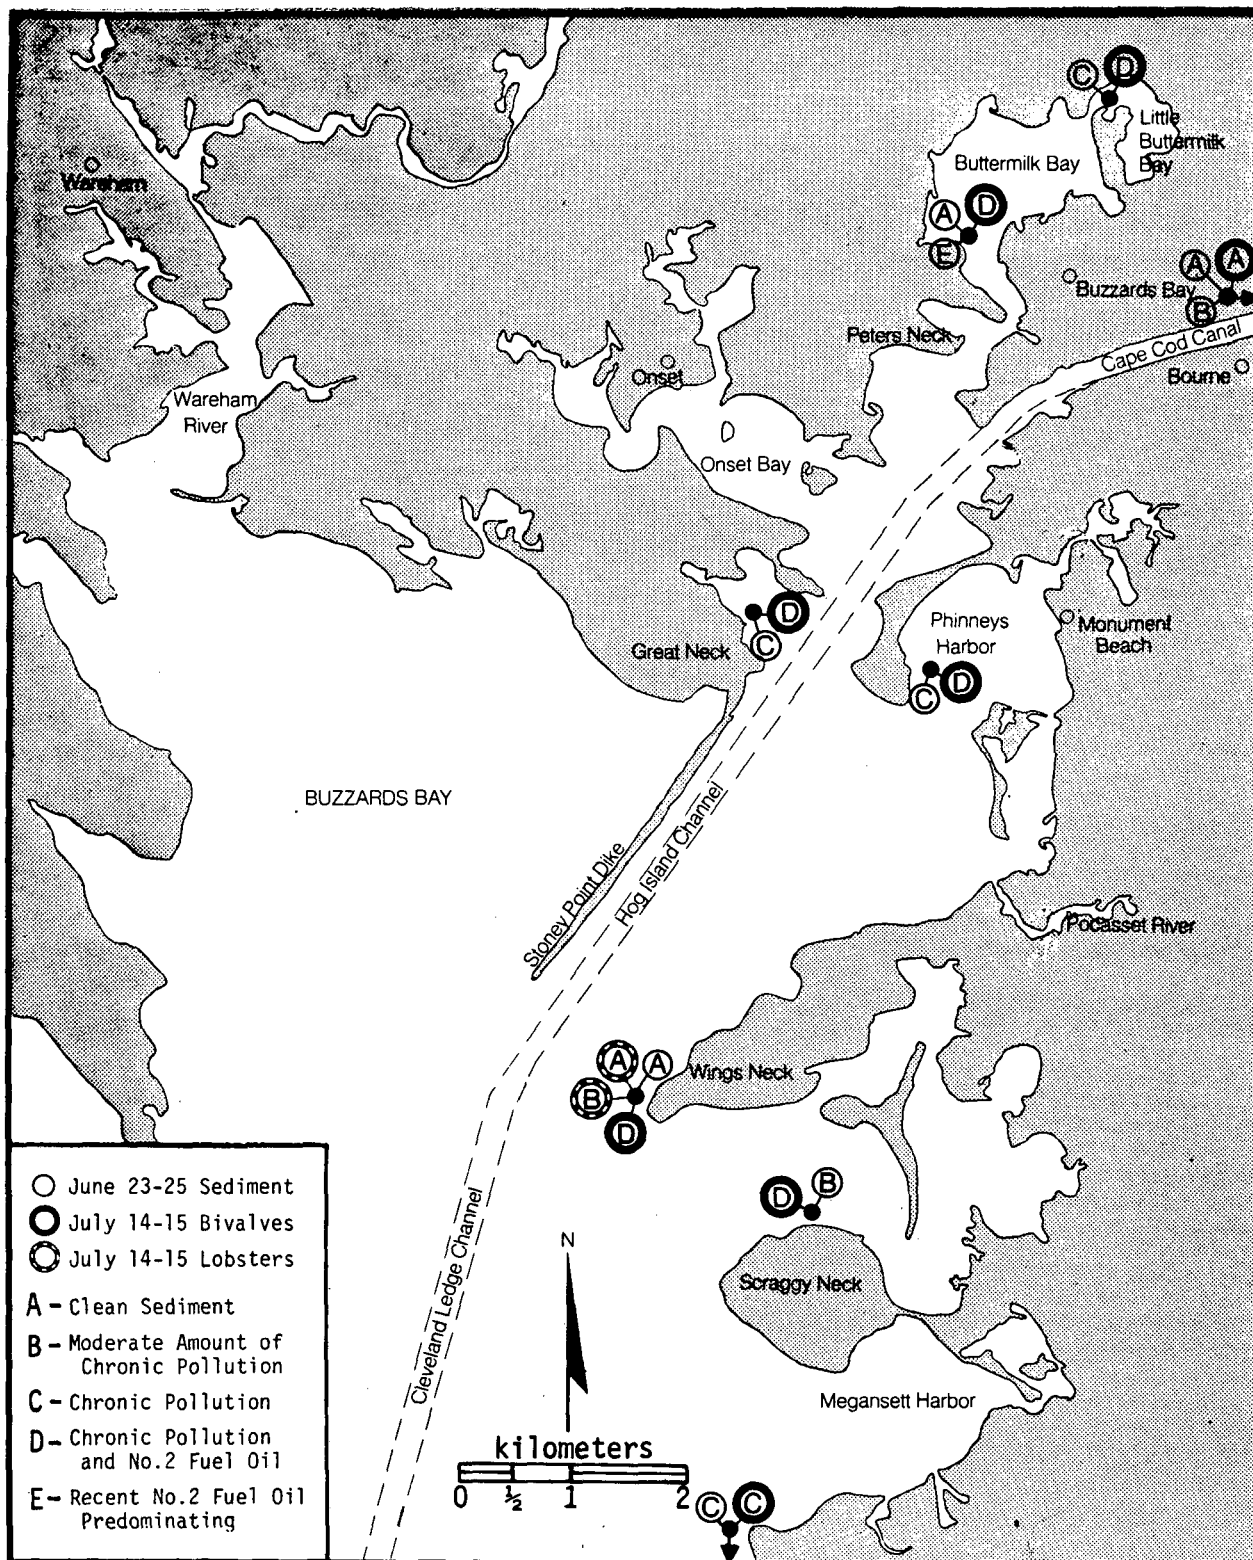 C D
Little
Buttermilk
Bay
Buttermilk Bay
Wareham
A D
E
A A
B
Buzzards Bay
Peters Neck
Cape Cod Canal
Bourne
Onset
Wareham
River
Onset Bay
D
C
Great Neck
Phinneys
Harbor
Monument
Beach
C D
BUZZARDS BAY
Hog Island Channel
Stoney Point Dike
Pocasset River
A A
B
D
Wings Neck
D B
Scraggy Neck
Cleveland Ledge Channel
N
Megansett Harbor
kilometers
0 ½ 1 2
C C
June 23-25 Sediment
July 14-15 Bivalves
July 14-15 Lobsters
A - Clean Sediment
B - Moderate Amount of
Chronic Pollution
C - Chronic Pollution
D - Chronic Pollution
and No.2 Fuel Oil
E - Recent No.2 Fuel Oil
Predominating